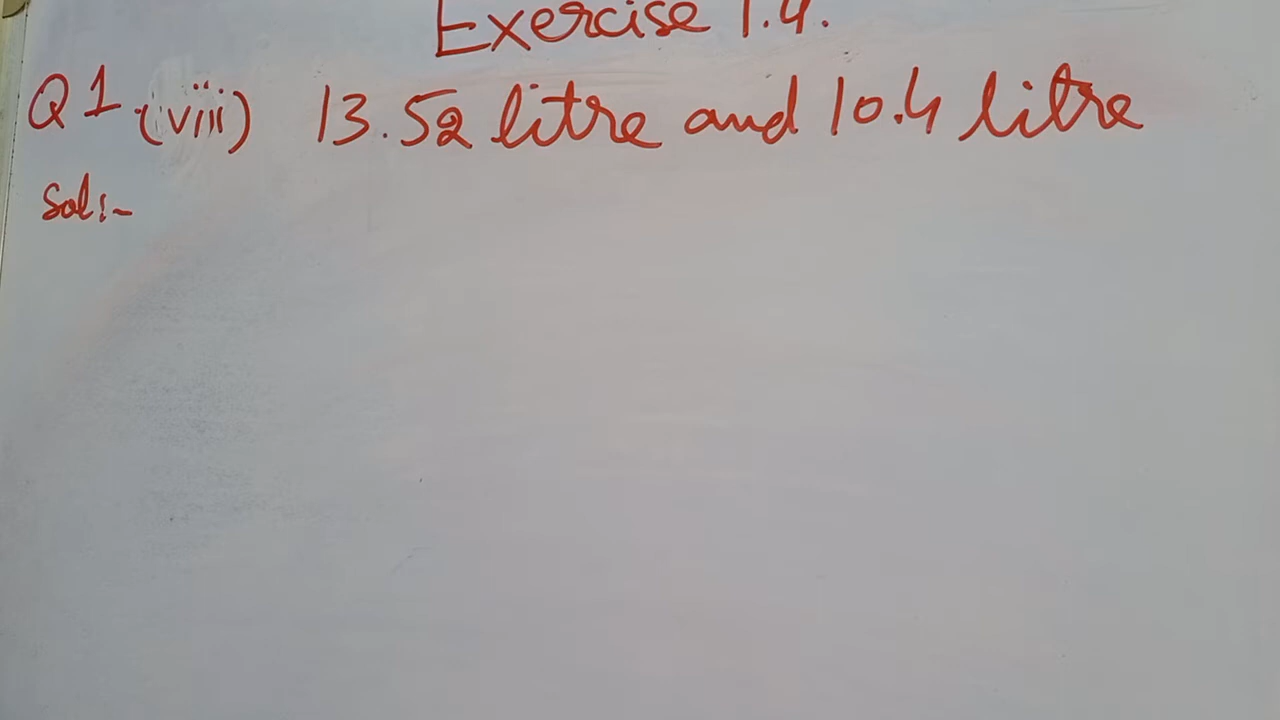 Exercise 1.4.
Q1 (viii) 13.52 litre and 10.4 litre
Sol:-